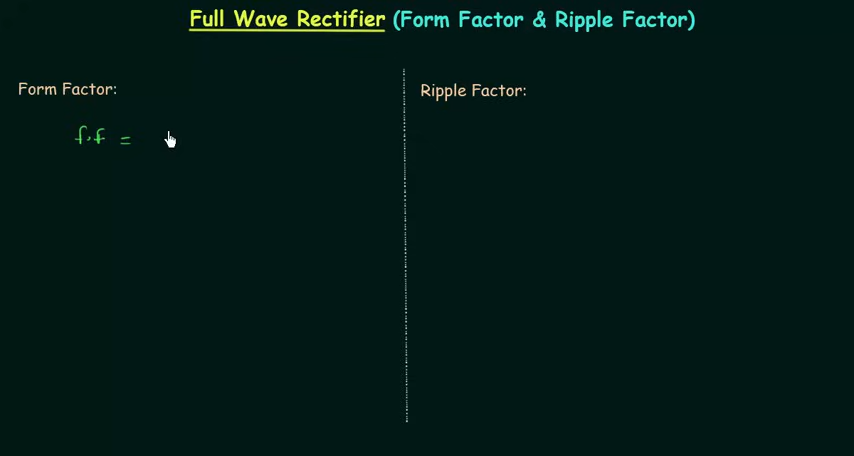 Full Wave Rectifier (Form Factor & Ripple Factor)
Form Factor:
f.f =
Ripple Factor: